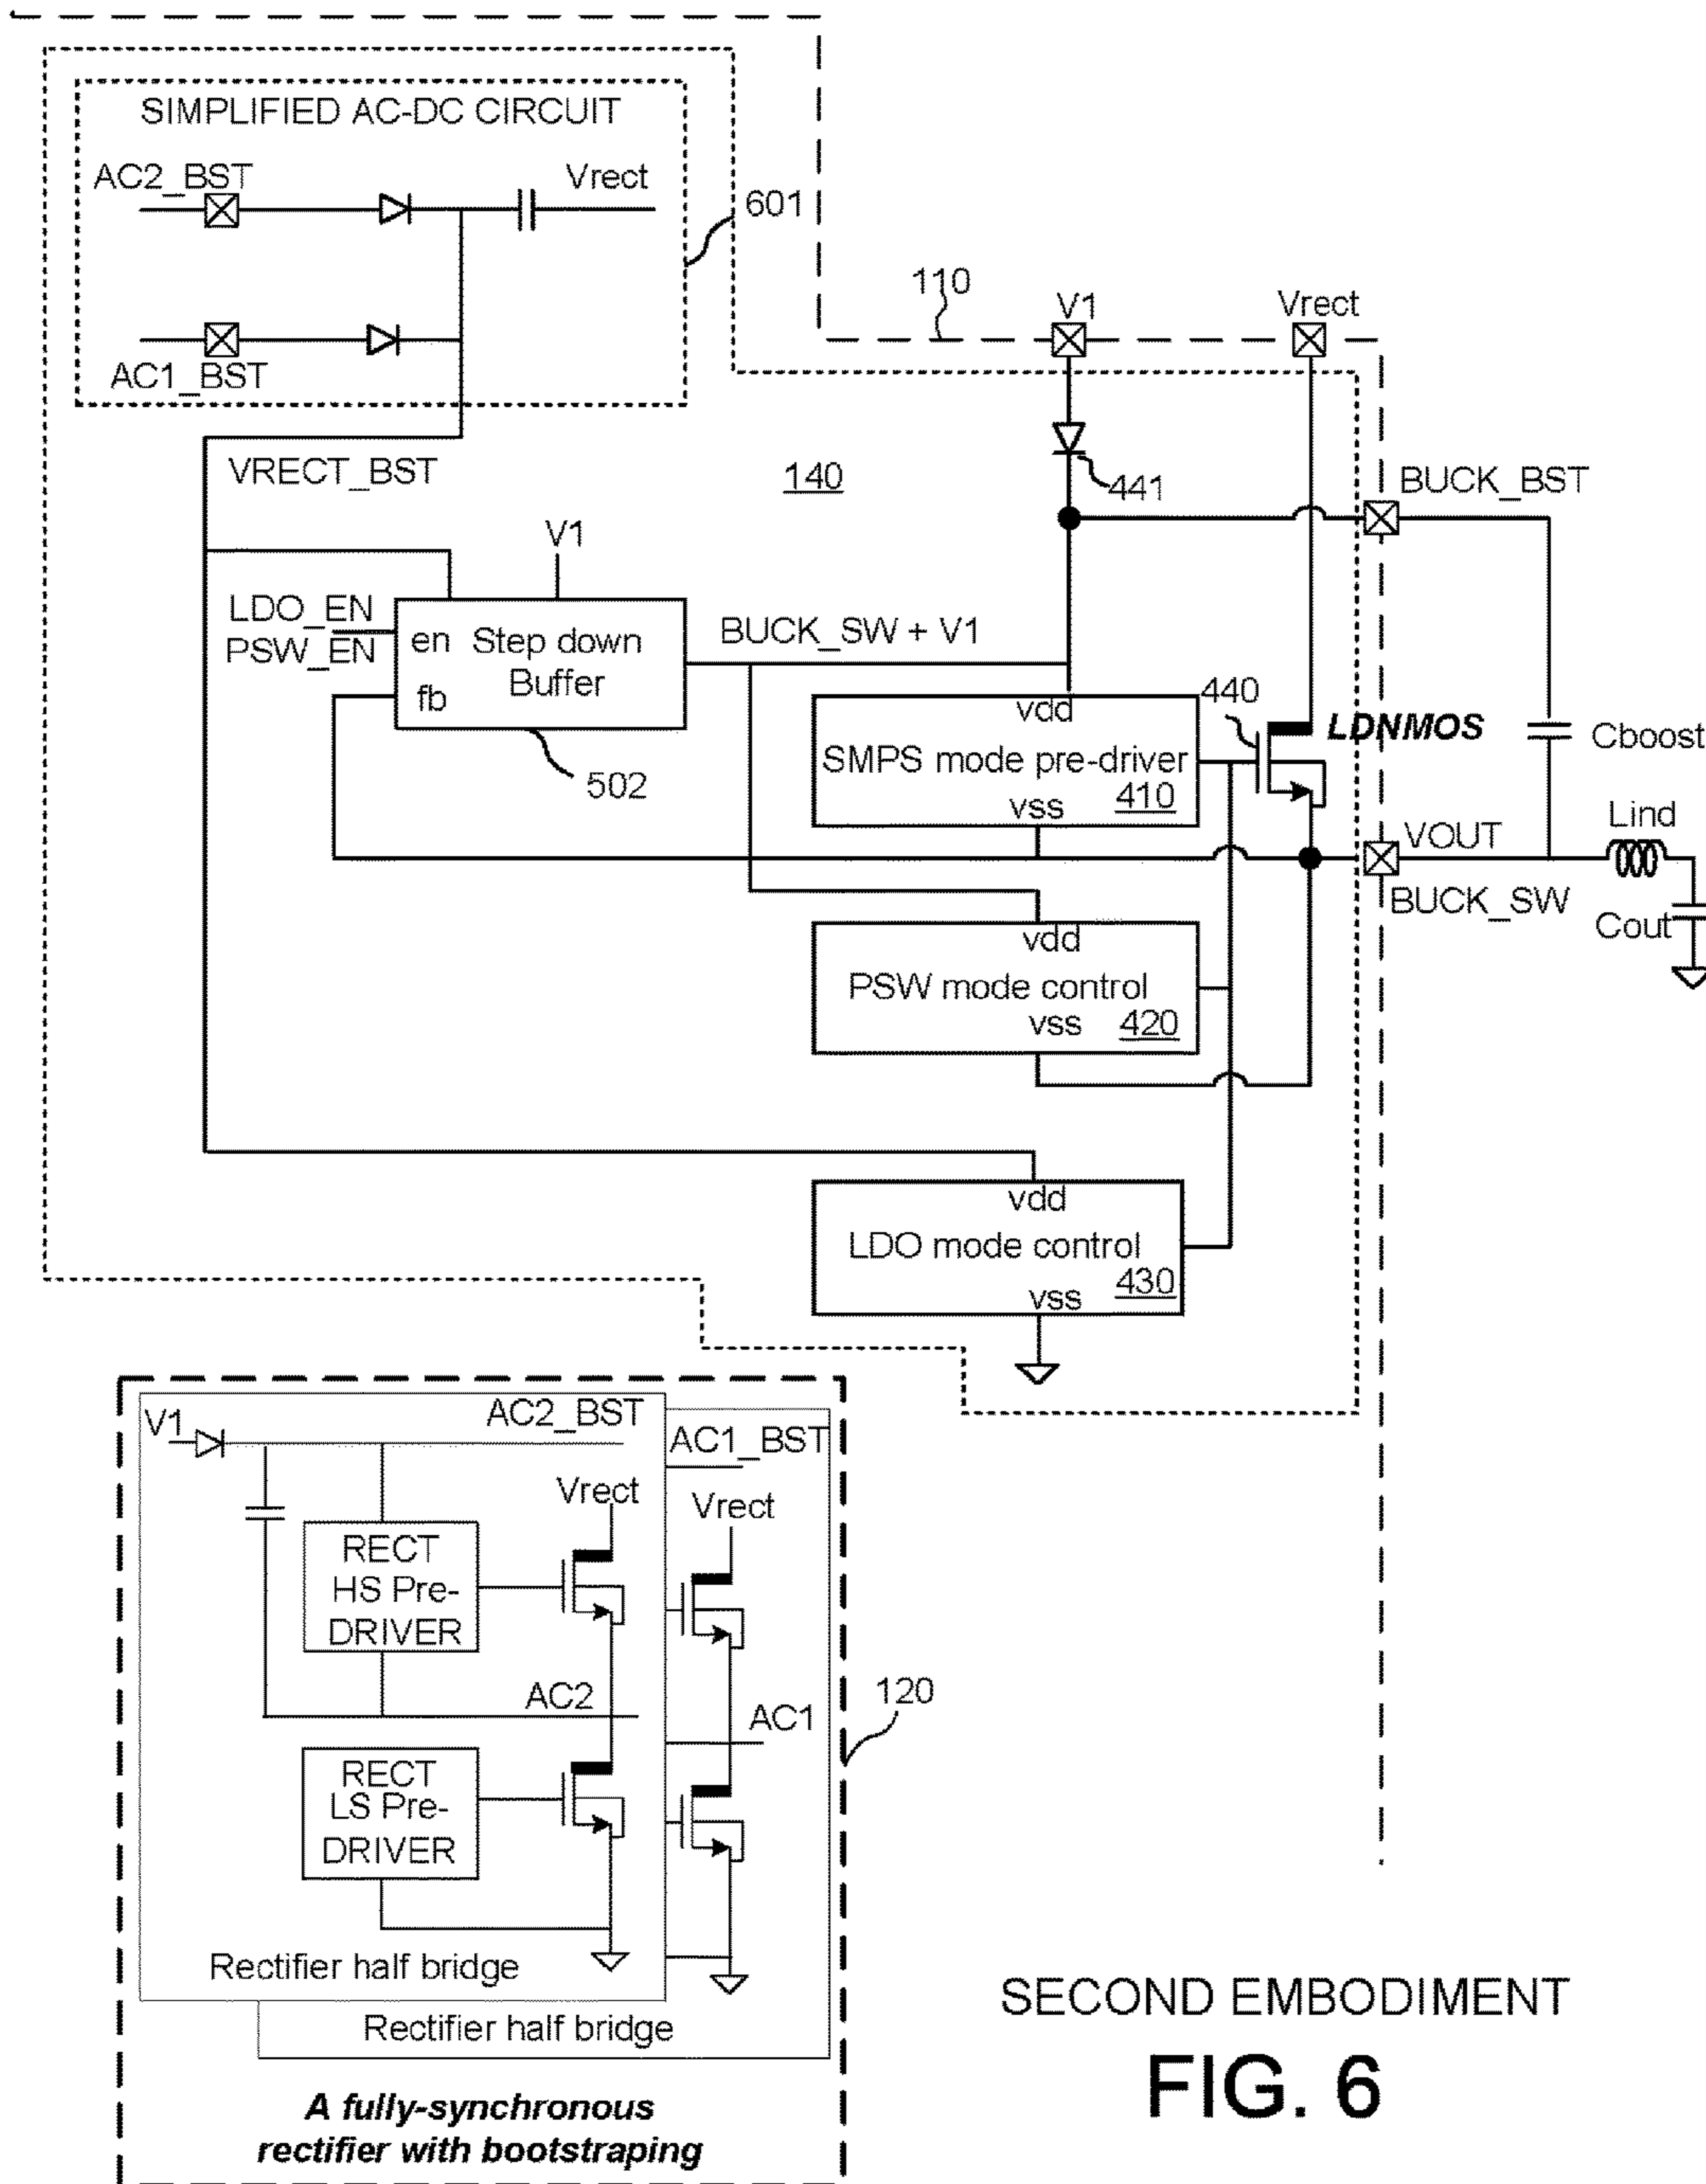 SIMPLIFIED AC-DC CIRCUIT
AC2_BST
Vrect
601
AC1_BST
110
V1
Vrect
VRECT_BST
140
441
BUCK_BST
V1
LDO_EN
PSW_EN
en
fb
Step down
Buffer
502
BUCK_SW + V1
vdd
SMPS mode pre-driver
410
vss
440
LDNMOS
Cboost
VOUT
BUCK_SW
Lind
Cout
vdd
PSW mode control
420
vss
vdd
LDO mode control
430
vss
V1
AC2_BST
AC1_BST
Vrect
Vrect
RECT
HS Pre-
DRIVER
AC2
AC1
120
RECT
LS Pre-
DRIVER
Rectifier half bridge
Rectifier half bridge
A fully-synchronous
rectifier with bootstraping
SECOND EMBODIMENT
FIG. 6